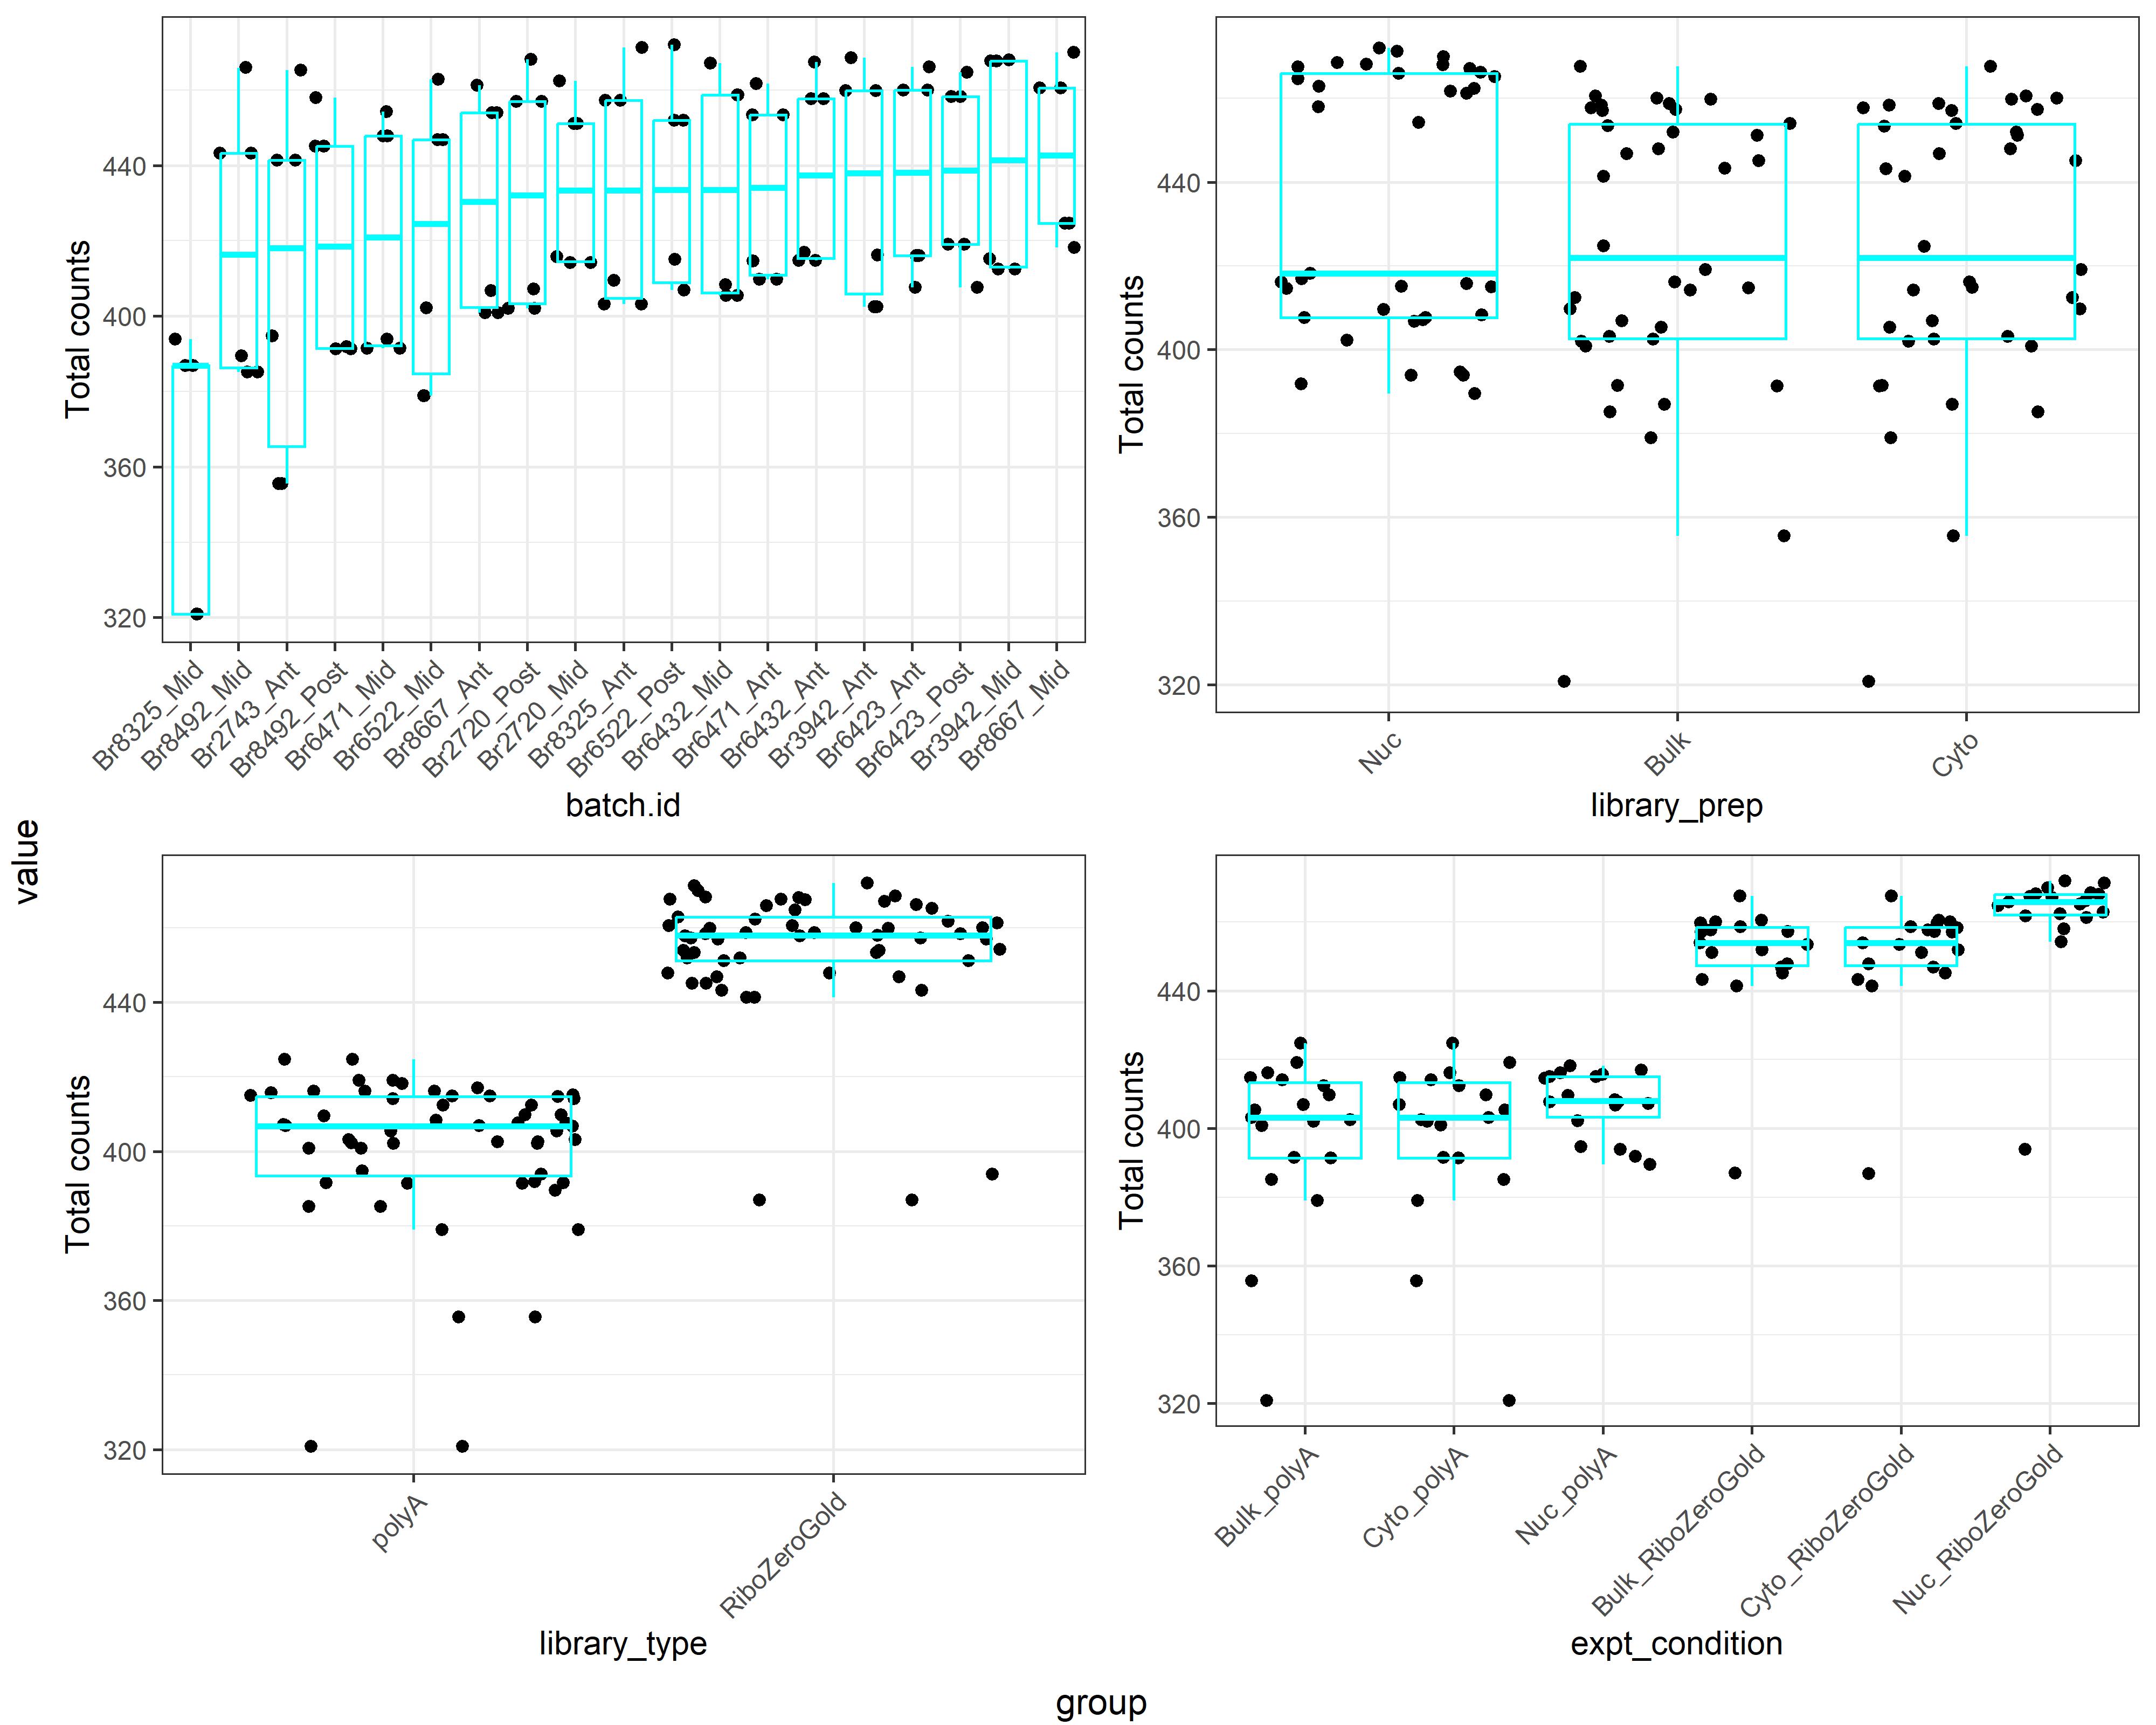 value
Total counts
440
400
360
320
Br8325_Mid
Br8492_Mid
Br2743_Ant
Br8492_Post
Br6471_Mid
Br6522_Mid
Br8667_Ant
Br2720_Post
Br2720_Mid
Br8325_Ant
Br6522_Post
Br6432_Mid
Br6471_Ant
Br6432_Ant
Br3942_Ant
Br6423_Ant
Br6423_Post
Br3942_Mid
Br8667_Mid
batch.id
Total counts
440
400
360
320
Nuc
Bulk
Cyto
library_prep
Total counts
440
400
360
320
polyA
RiboZeroGold
library_type
Total counts
440
400
360
320
Bulk_polyA
Cyto_polyA
Nuc_polyA
Bulk_RiboZeroGold
Cyto_RiboZeroGold
Nuc_RiboZeroGold
expt_condition
group